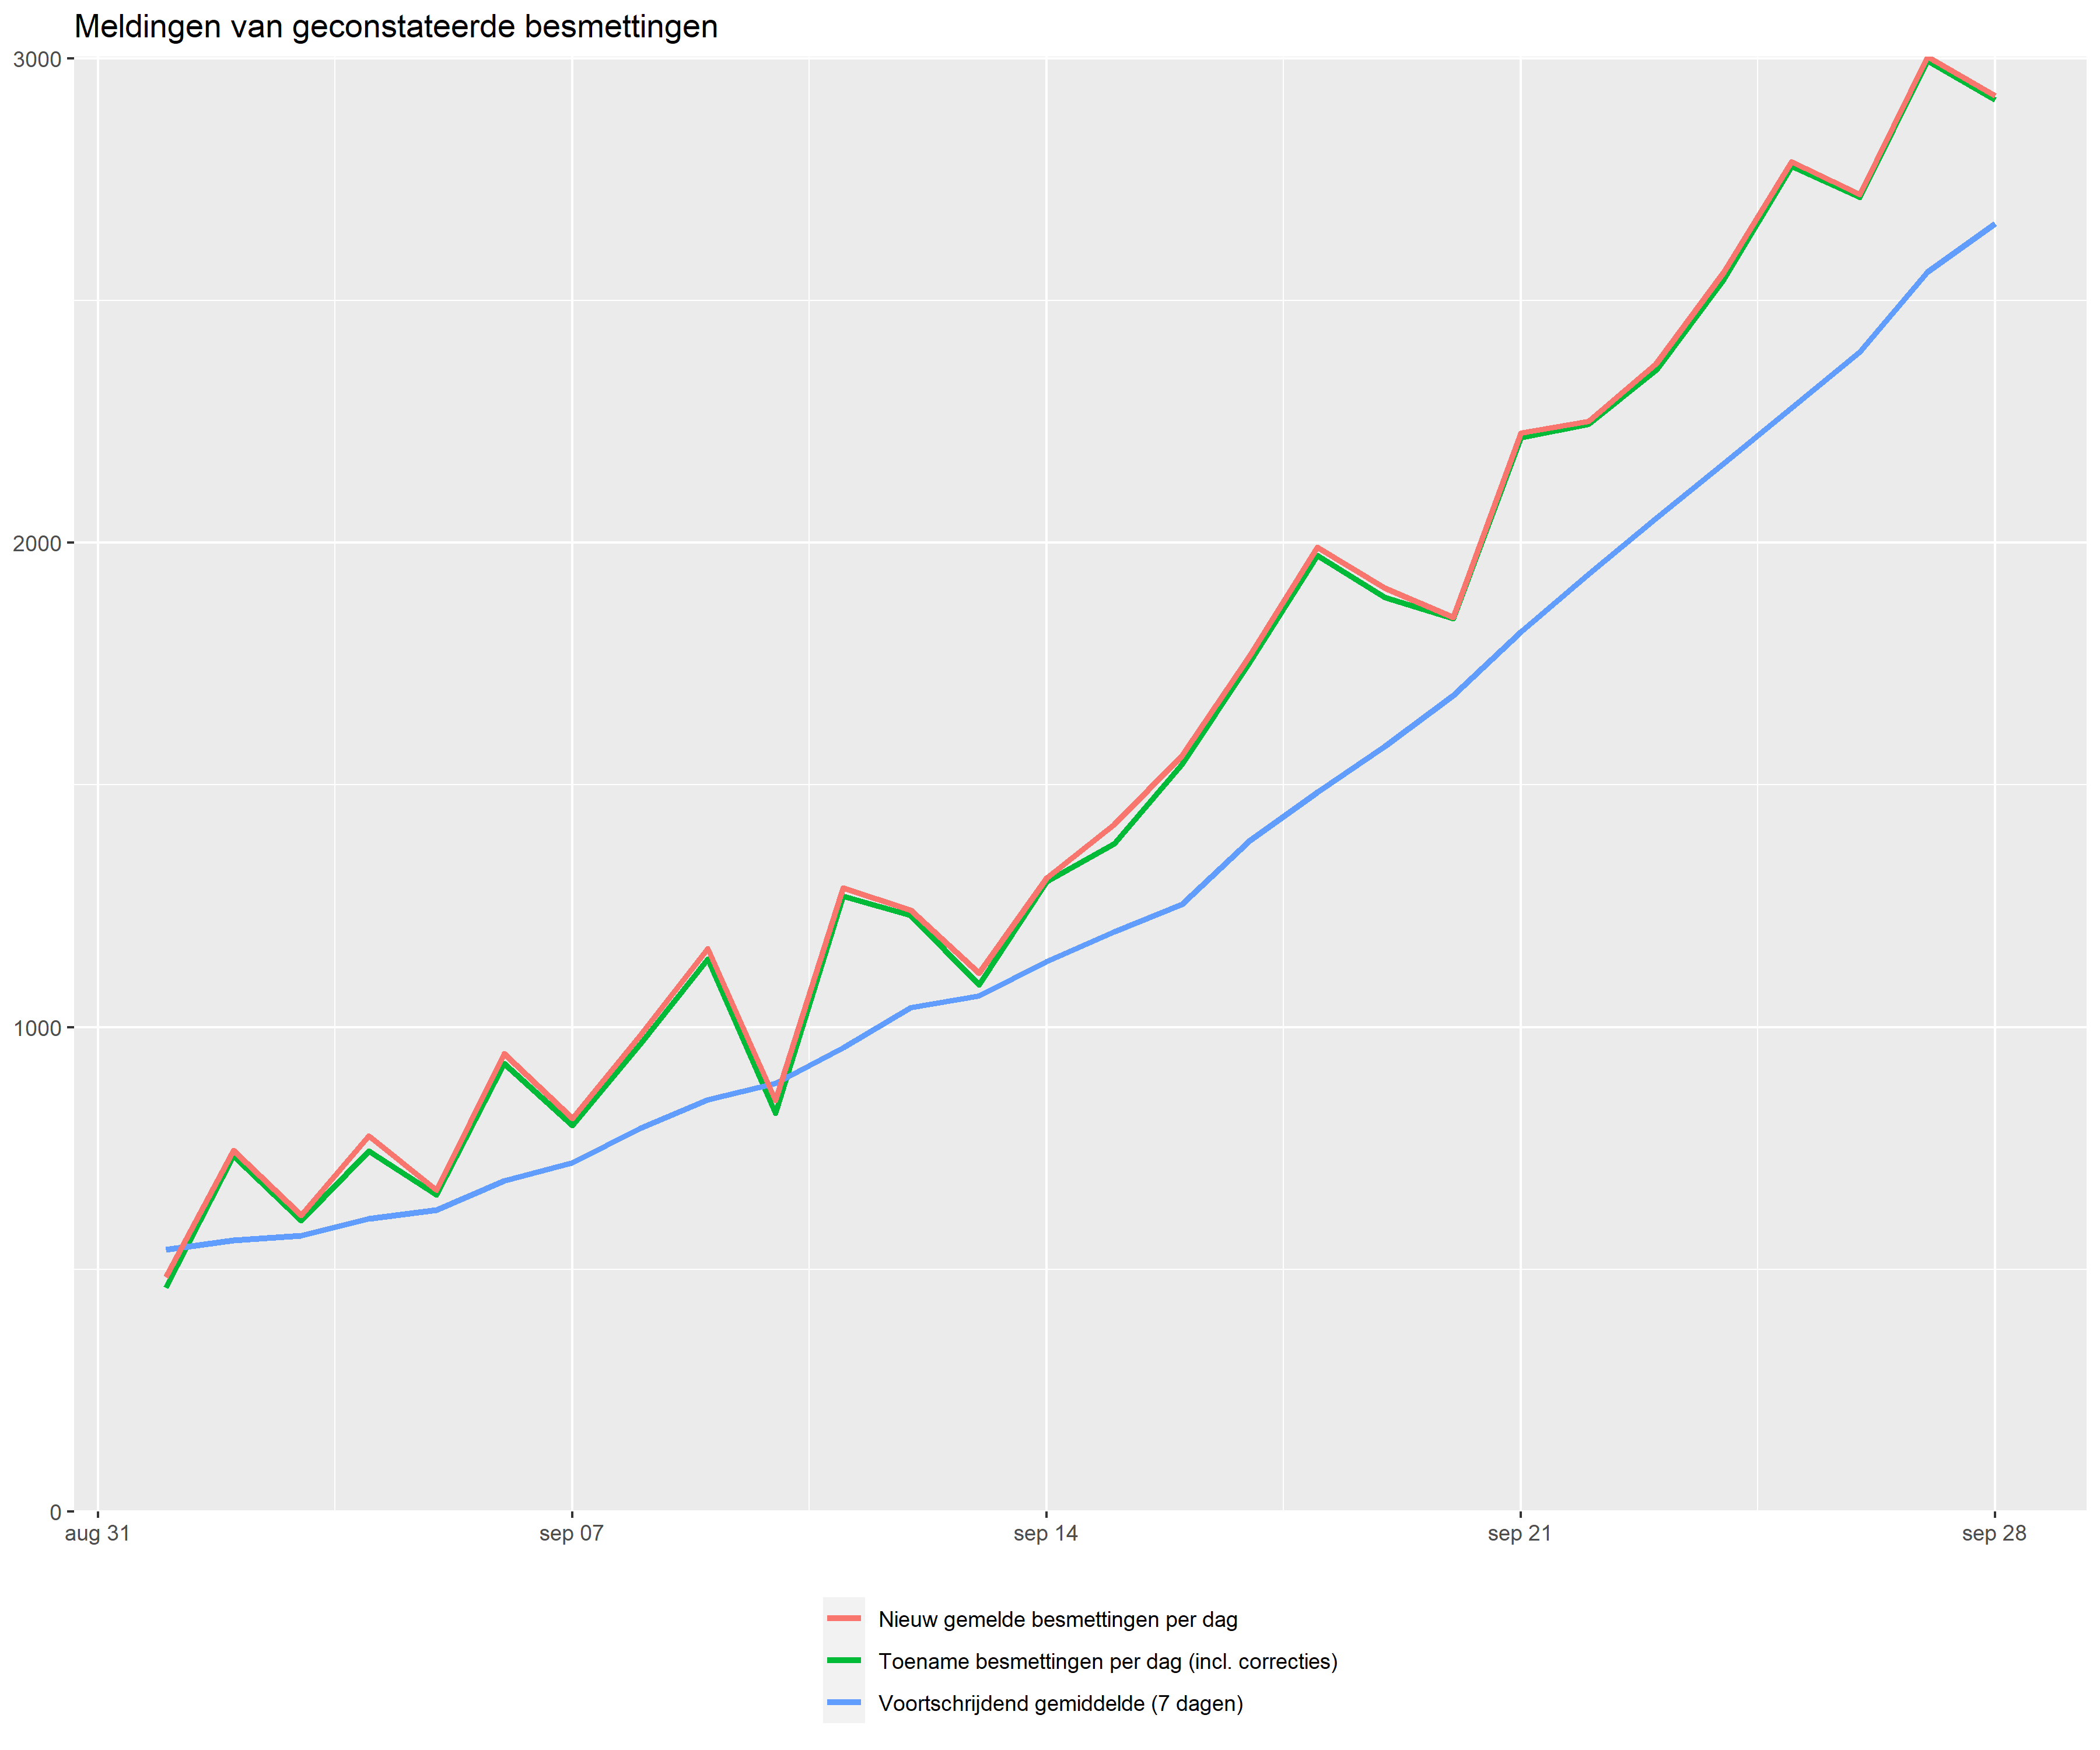 Meldingen van geconstateerde besmettingen
3000
2000
1000
0
aug 31 sep 07 sep 14 sep 21 sep 28
Nieuw gemelde besmettingen per dag
Toename besmettingen per dag (incl. correcties)
Voortschrijdend gemiddelde (7 dagen)